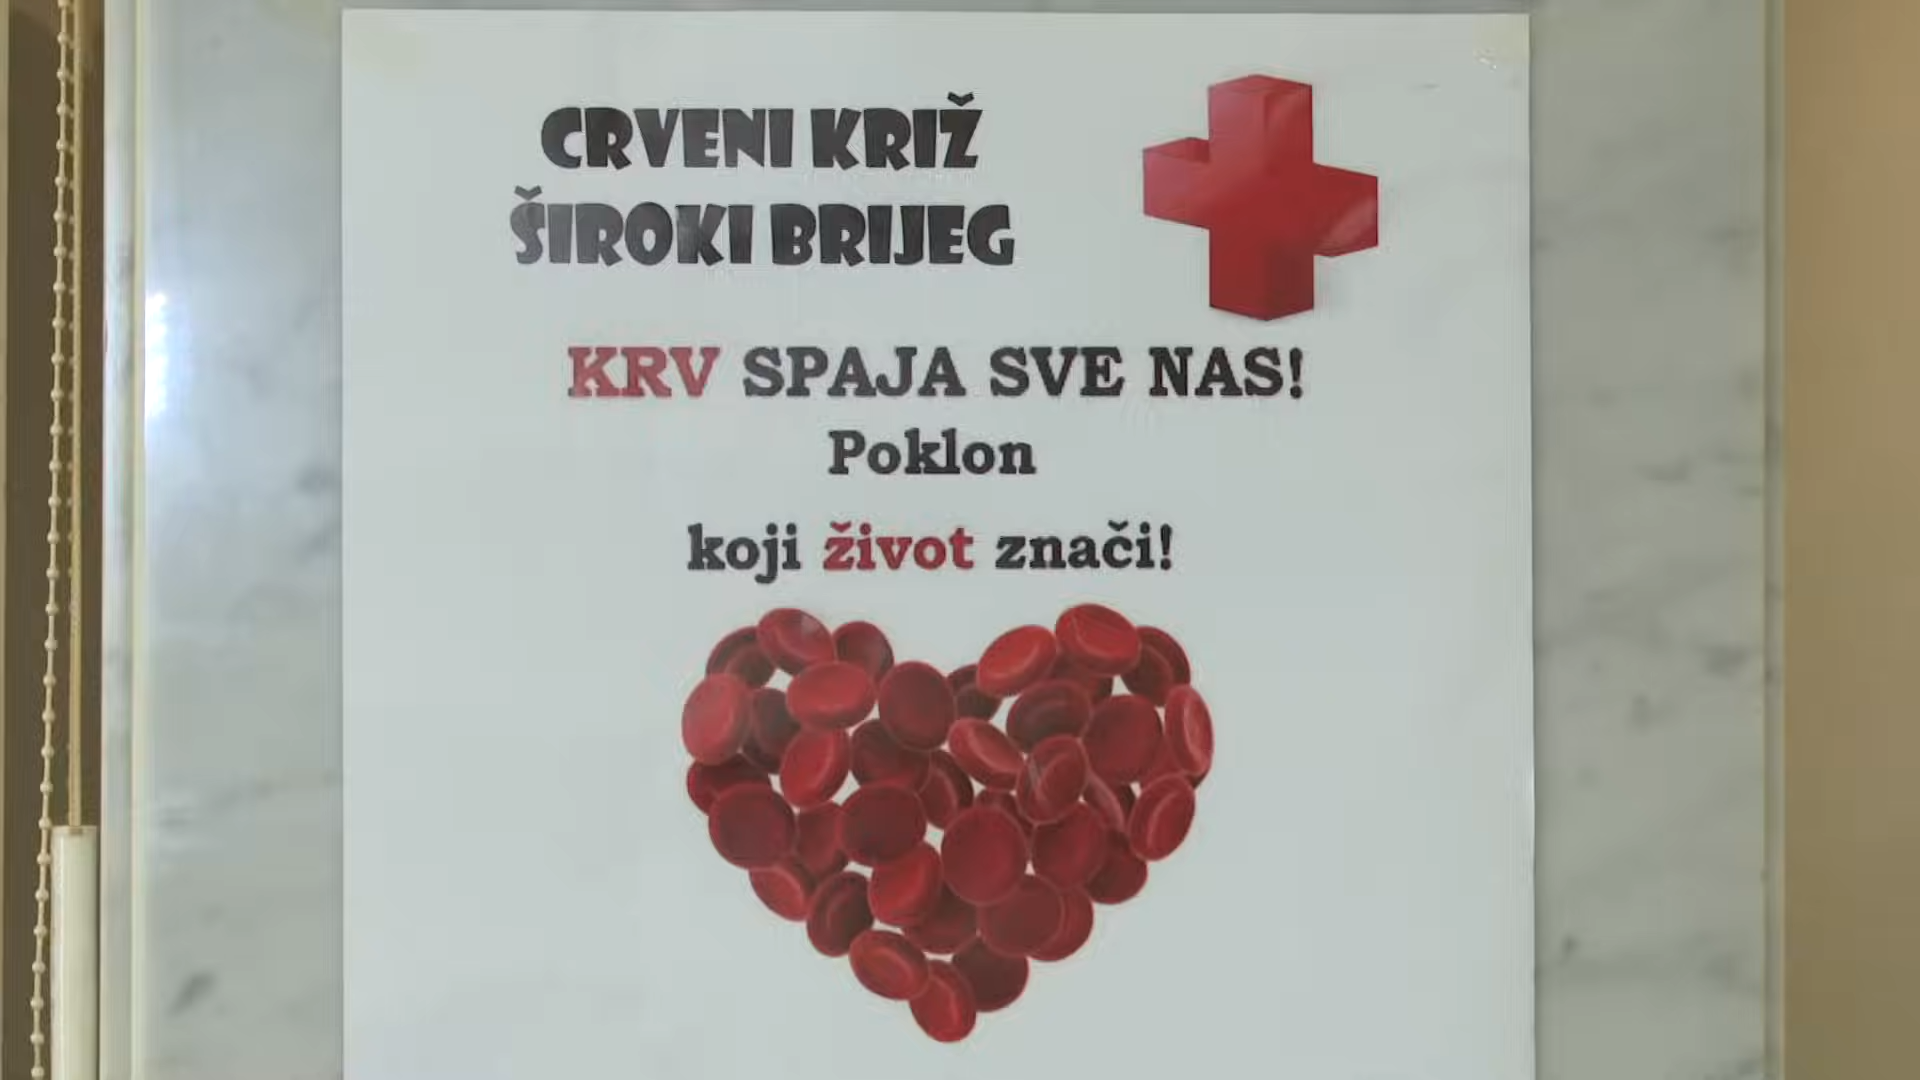 CRVENI KRIŽ
ŠIROKI BRIJEG
KRV SPAJA SVE NAS!
Poklon
koji život znači!